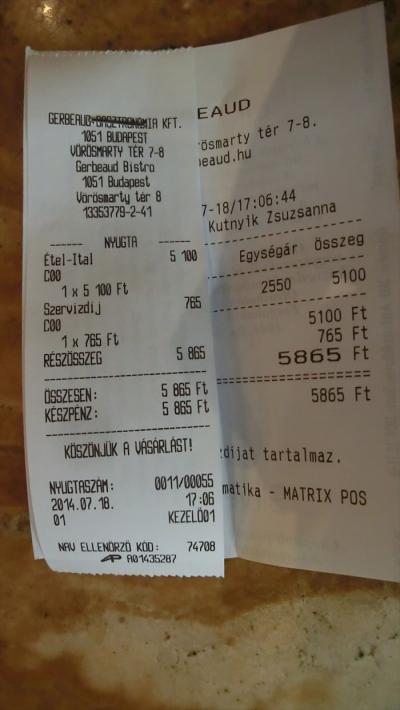 GERBEAUD GASZTRONÓMIA KFT.
1051 BUDAPEST
VÖRÖSMARTY TÉR 7-8
Gerbeaud Bistro
1051 Budapest
Vörösmarty tér 8
13353779-2-41
------ NYUGTA ------
Étel-Ital 5 100
C00
1 x 5 100 Ft
Szervizdij 765
C00
1 x 765 Ft
RÉSZÖSSZEG 5 865
ÖSSZESEN: 5 865 Ft
KÉSZPÉNZ: 5 865 Ft
KÖSZÖNJÜK A VÁSÁRLÁST!
NYUGTASZÁM: 0011/00055
2014.07.18. 17:06
01 KEZELŐ01
NAV ELLENŐRZŐ KÓD: 74708
AP A01435287
EAUD
rösmarty tér 7-8.
beaud.hu
7-18/17:06:44
Kutnyik Zsuzsanna
Egységár Összeg
2550 5100
5100 Ft
765 Ft
5865 Ft
5865 Ft
díjat tartalmaz.
matika - MATRIX POS